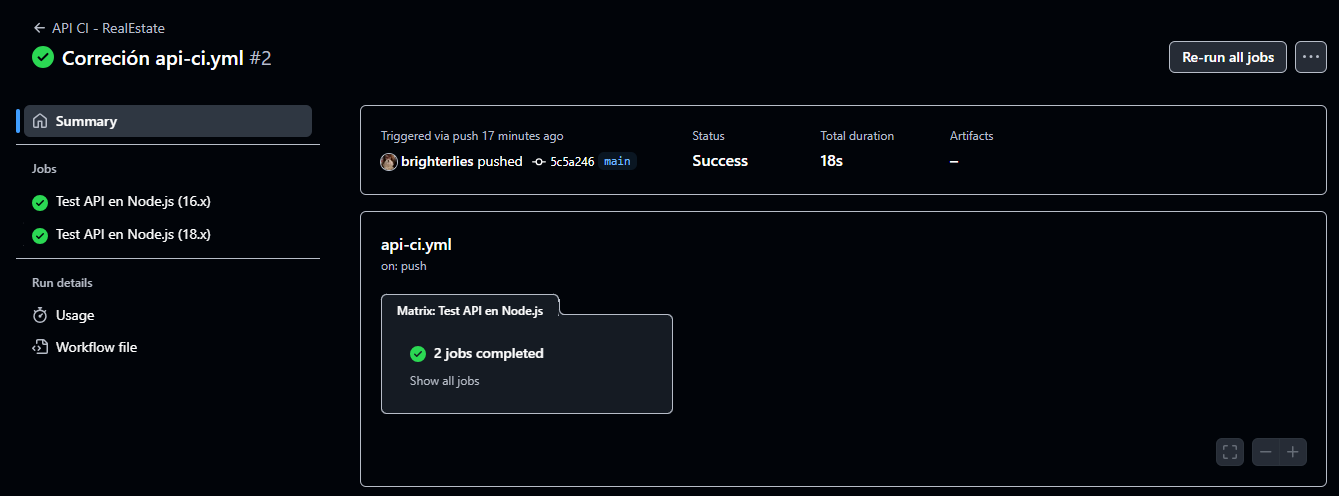 API CI - RealEstate
Correción api-ci.yml #2
Re-run all jobs
Summary
Jobs
Test API en Node.js (16.x)
Test API en Node.js (18.x)
Run details
Usage
Workflow file
Triggered via push 17 minutes ago
brighterlies pushed 5c5a246 main
Status
Success
Total duration
18s
Artifacts
–
api-ci.yml
on: push
Matrix: Test API en Node.js
2 jobs completed
Show all jobs